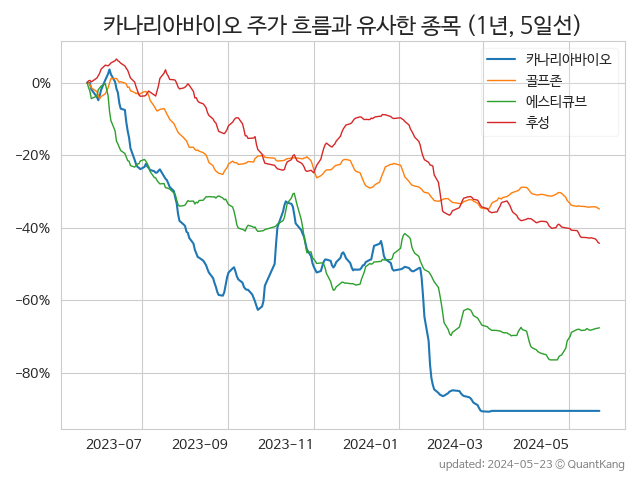 카나리아바이오 주가 흐름과 유사한 종목 (1년, 5일선)
카나리아바이오
골프존
에스티큐브
후성
0%
−20%
−40%
−60%
−80%
2023−07
2023−09
2023−11
2024−01
2024−03
2024−05
updated: 2024-05-23 © QuantKang